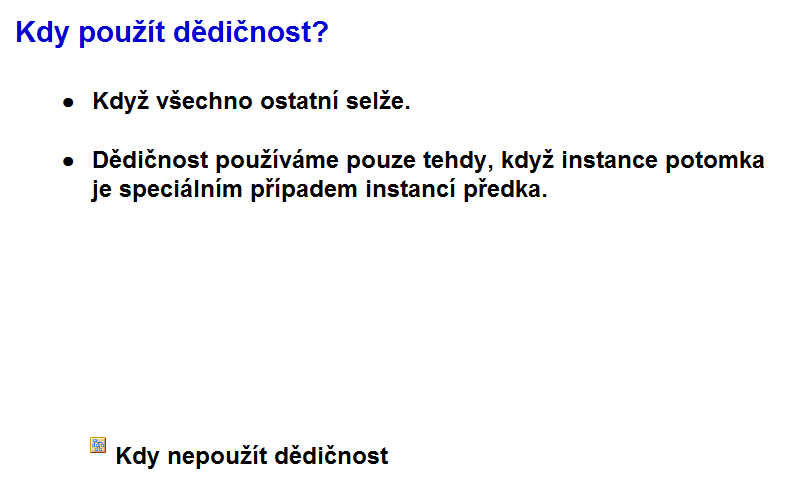 Kdy použít dědičnost?
● Když všechno ostatní selže.
● Dědičnost používáme pouze tehdy, když instance potomka
je speciálním případem instancí předka.
Kdy nepoužít dědičnost